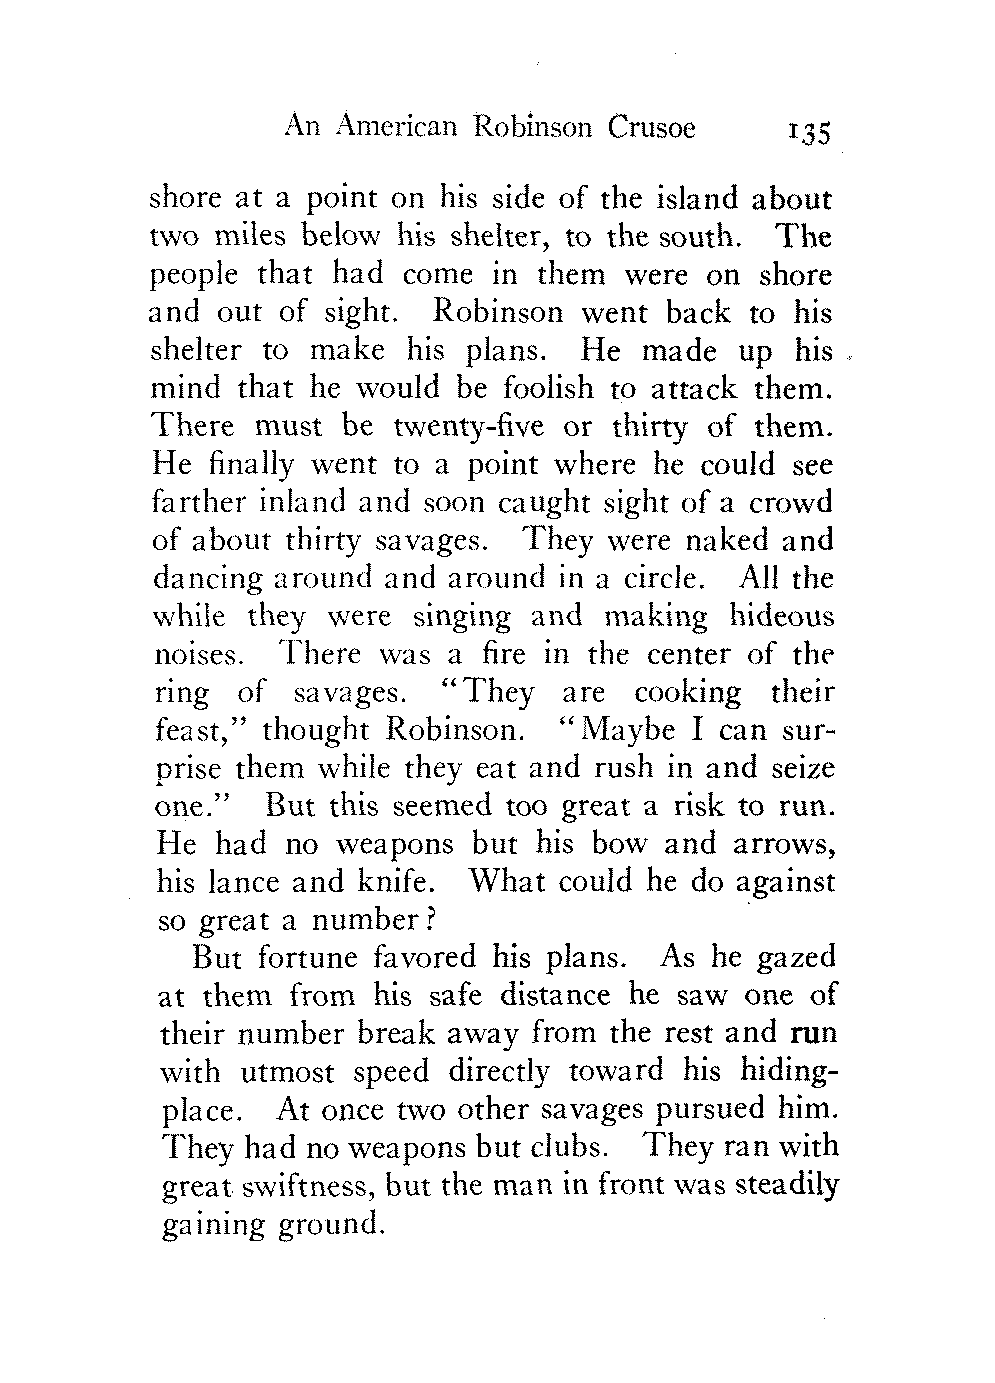 An American Robinson Crusoe 135
shore at a point on his side of the island about
two miles below his shelter, to the south. The
people that had come in them were on shore
and out of sight. Robinson went back to his
shelter to make his plans. He made up his
mind that he would be foolish to attack them.
There must be twenty-five or thirty of them.
He finally went to a point where he could see
farther inland and soon caught sight of a crowd
of about thirty savages. They were naked and
dancing around and around in a circle. All the
while they were singing and making hideous
noises. There was a fire in the center of the
ring of savages. “They are cooking their
feast,” thought Robinson. “Maybe I can sur-
prise them while they eat and rush in and seize
one.” But this seemed too great a risk to run.
He had no weapons but his bow and arrows,
his lance and knife. What could he do against
so great a number?
But fortune favored his plans. As he gazed
at them from his safe distance he saw one of
their number break away from the rest and run
with utmost speed directly toward his hiding-
place. At once two other savages pursued him.
They had no weapons but clubs. They ran with
great swiftness, but the man in front was steadily
gaining ground.